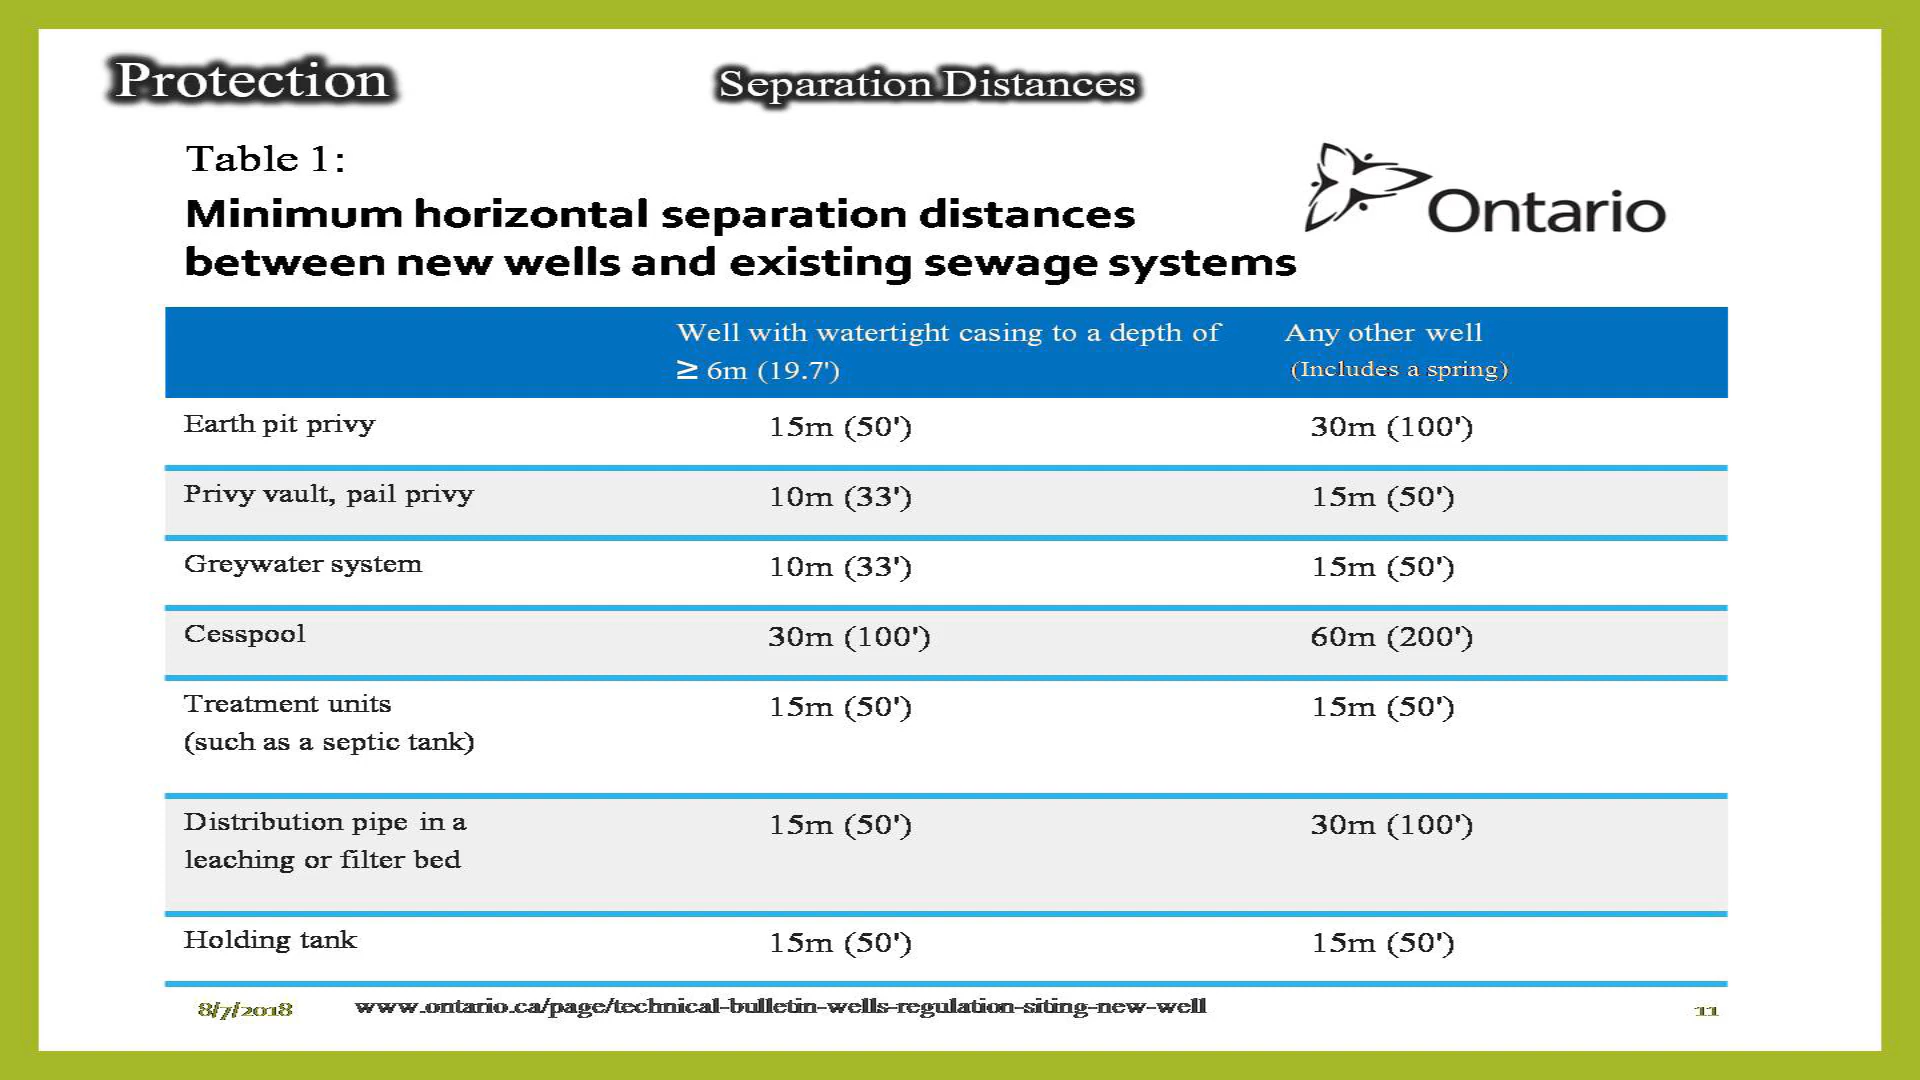 Protection
Separation Distances
Table 1:
Ontario
Minimum horizontal separation distances
between new wells and existing sewage systems
Well with watertight casing to a depth of
≥ 6m (19.7')
Any other well
(Includes a spring)
Earth pit privy 15m (50') 30m (100')
Privy vault, pail privy 10m (33') 15m (50')
Greywater system 10m (33') 15m (50')
Cesspool 30m (100') 60m (200')
Treatment units 15m (50') 15m (50')
(such as a septic tank)
Distribution pipe in a 15m (50') 30m (100')
leaching or filter bed
Holding tank 15m (50') 15m (50')
8/7/2018 www.ontario.ca/page/technical-bulletin-wells-regulation-siting-new-well 11